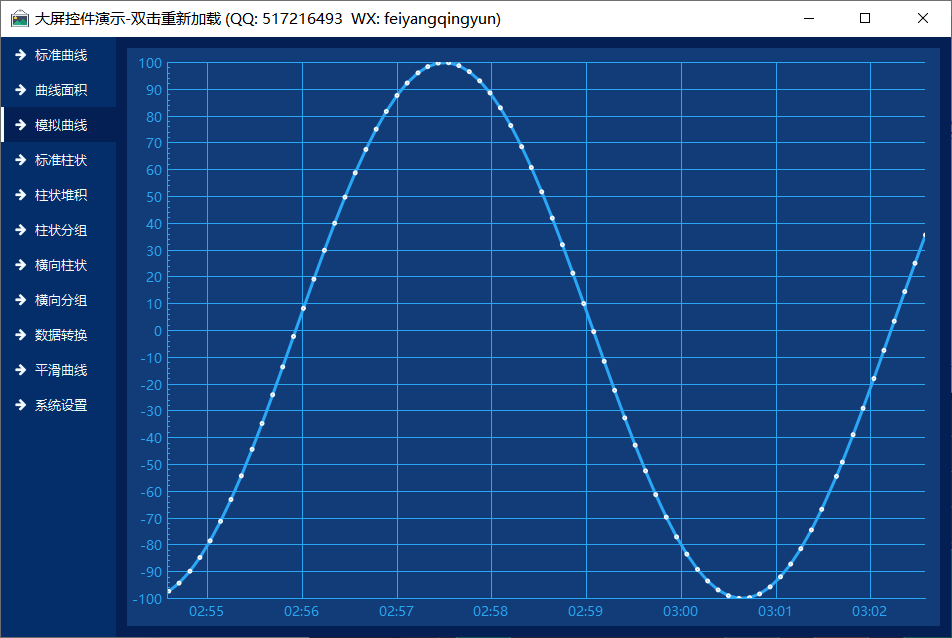 大屏控件演示-双击重新加载 (QQ: 517216493  WX: feiyangqingyun)
标准曲线
曲线面积
模拟曲线
标准柱状
柱状堆积
柱状分组
横向柱状
横向分组
数据转换
平滑曲线
系统设置
100
90
80
70
60
50
40
30
20
10
0
-10
-20
-30
-40
-50
-60
-70
-80
-90
-100
02:55 02:56 02:57 02:58 02:59 03:00 03:01 03:02